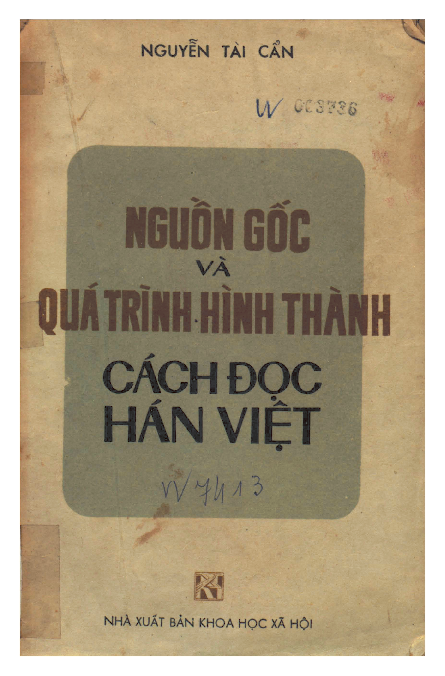 NGUYỄN TÀI CẨN
W 003736
NGUỒN GỐC
VÀ
QUÁ TRÌNH HÌNH THÀNH
CÁCH ĐỌC
HÁN VIỆT
W 7413
NHÀ XUẤT BẢN KHOA HỌC XÃ HỘI